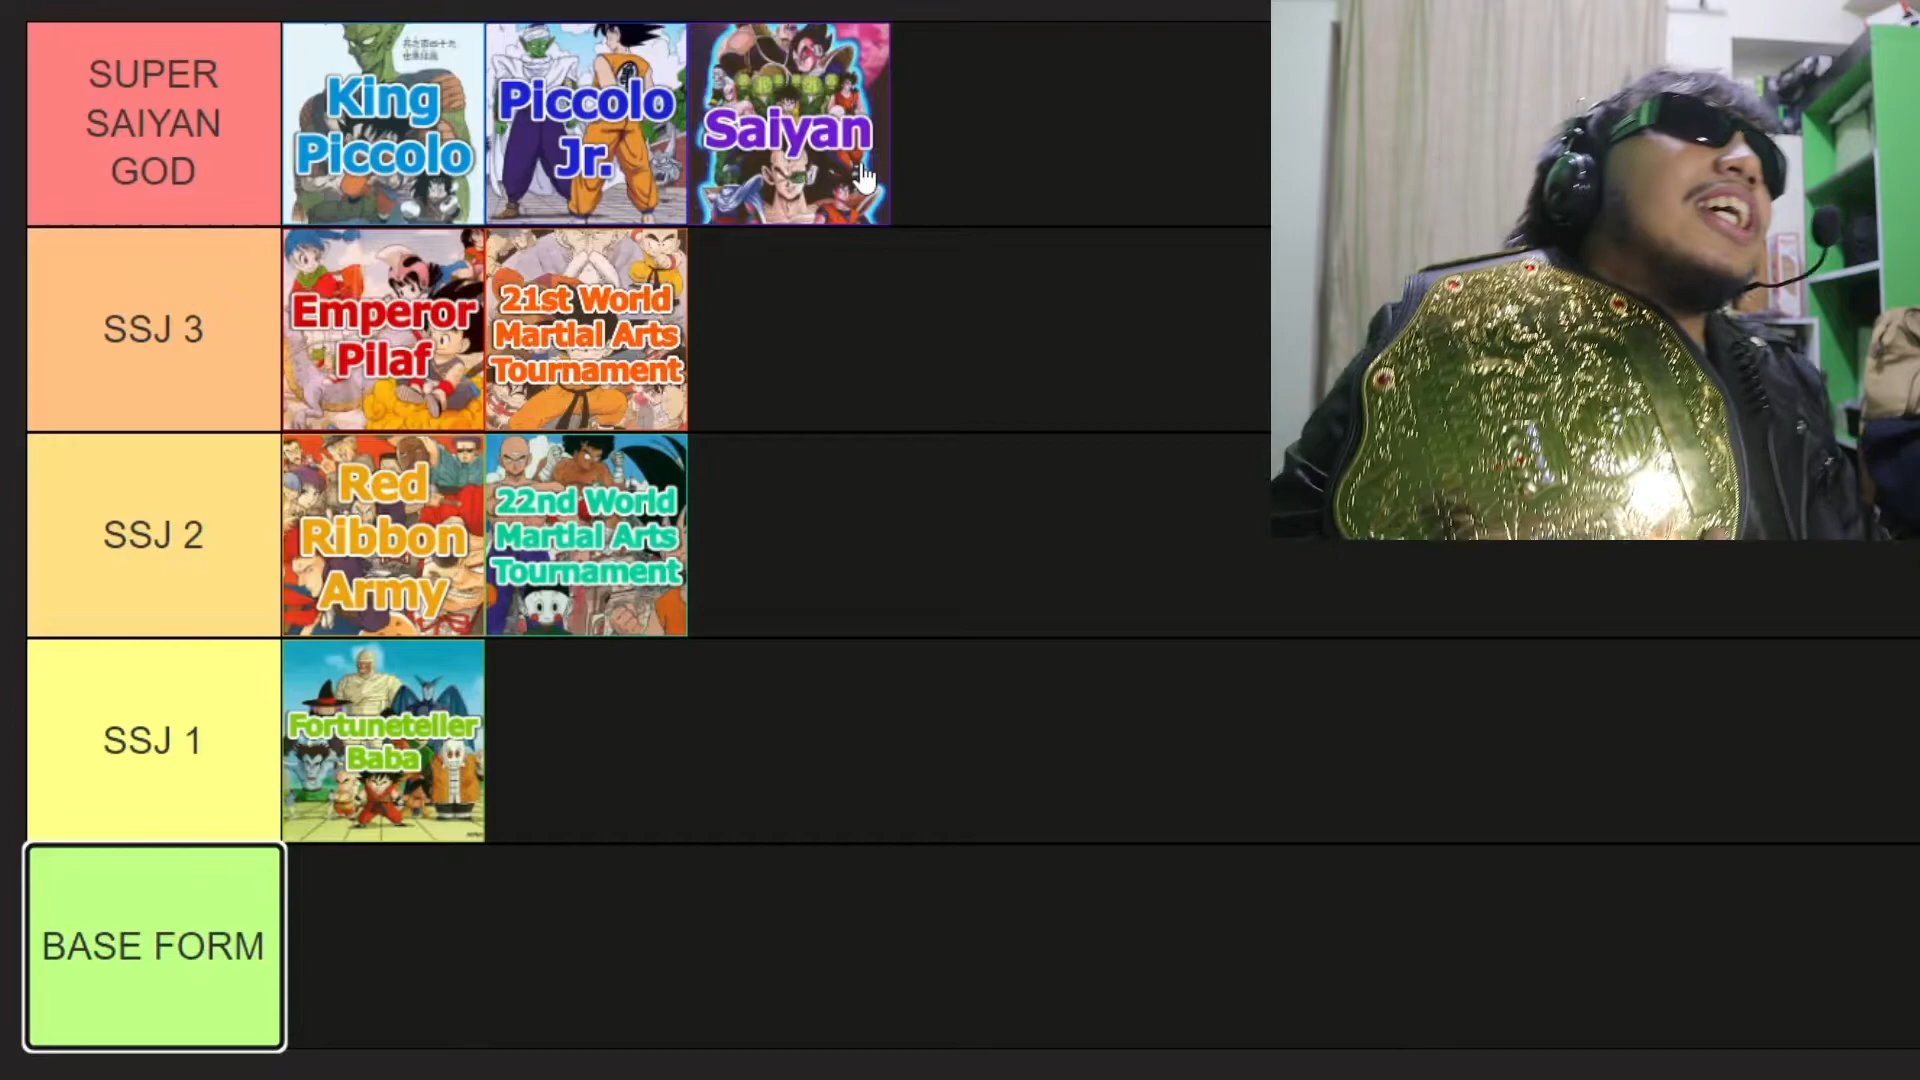 SUPER
SAIYAN
GOD
King
Piccolo
Piccolo
Jr.
Saiyan
SSJ 3
Emperor
Pilaf
21st World
Martial Arts
Tournament
SSJ 2
Red
Ribbon
Army
22nd World
Martial Arts
Tournament
SSJ 1
Fortuneteller
Baba
BASE FORM